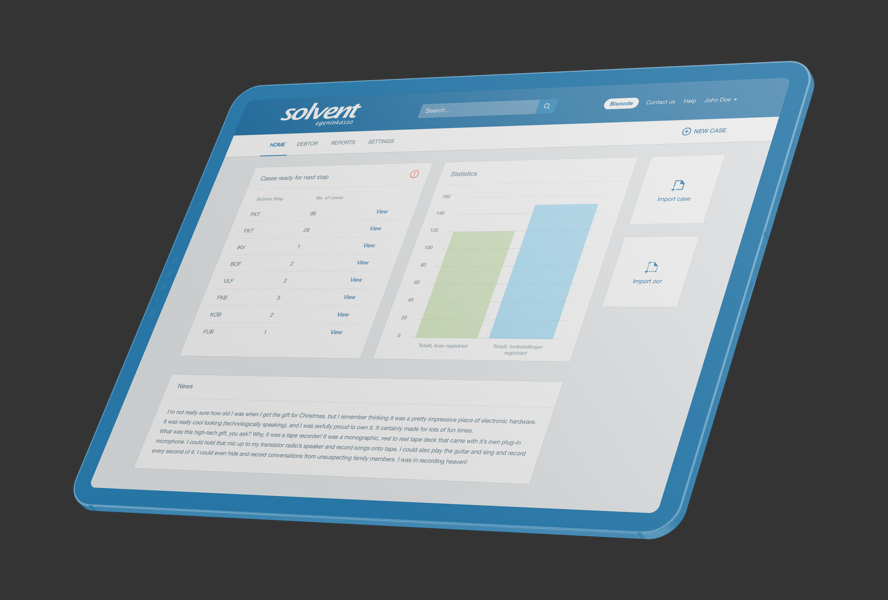 solvent
egeninkasso
Search...
Bisnode
Contact us
Help
John Doe
HOME
DEBTOR
REPORTS
SETTINGS
NEW CASE
Cases ready for next step
No. of cases
FKT 96 View
FKT 28 View
IKV 1 View
BOF 2 View
ULF 2 View
FKB 3 View
KOB 2 View
FUB 1 View
Statistics
160
140
120
100
80
60
40
20
0
Totalt, krav registrert
Totalt, innbetalinger
registrert
Import case
Import ocr
News
I'm not really sure how old I was when I got the gift for Christmas, but I remember thinking it was a pretty impressive piece of electronic hardware.
It was really cool looking (technologically speaking), and I was awfully proud to own it. It certainly made for lots of fun times.
What was this high-tech gift, you ask? Why, it was a tape recorder! It was a monographic, reel to reel tape deck that came with it's own plug-in
microphone. I could hold that mic up to my transistor radio's speaker and record songs onto tape. I could also play the guitar and sing and record
every second of it. I could even hide and record conversations from unsuspecting family members. I was in recording heaven!